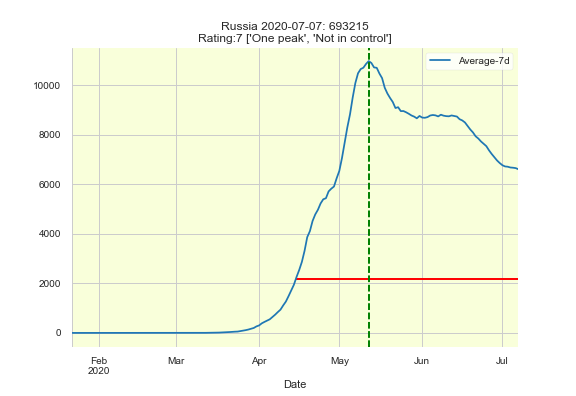 Russia 2020-07-07: 693215
Rating:7 ['One peak', 'Not in control']
Average-7d
10000
8000
6000
4000
2000
0
Feb Mar Apr May Jun Jul
2020
Date